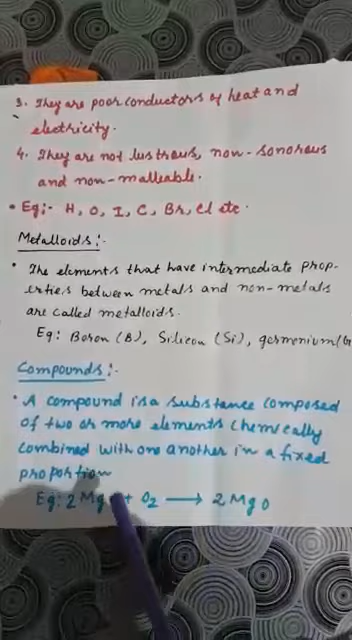 3. They are poor conductors of heat and
electricity.
4. They are not lustrous, non-sonorous
and non-malleable.
• Eg:- H, O, I, C, Br, Cl etc
Metalloids:-
• The elements that have intermediate prop-
erties between metals and non-metals
are called metalloids.
Eg: Boron (B), Silicon (Si), germenium (G
Compounds:-
• A compound is a substance composed
of two or more elements chemically
combined with one another in a fixed
proportion
Eg: 2Mg + O2 → 2MgO